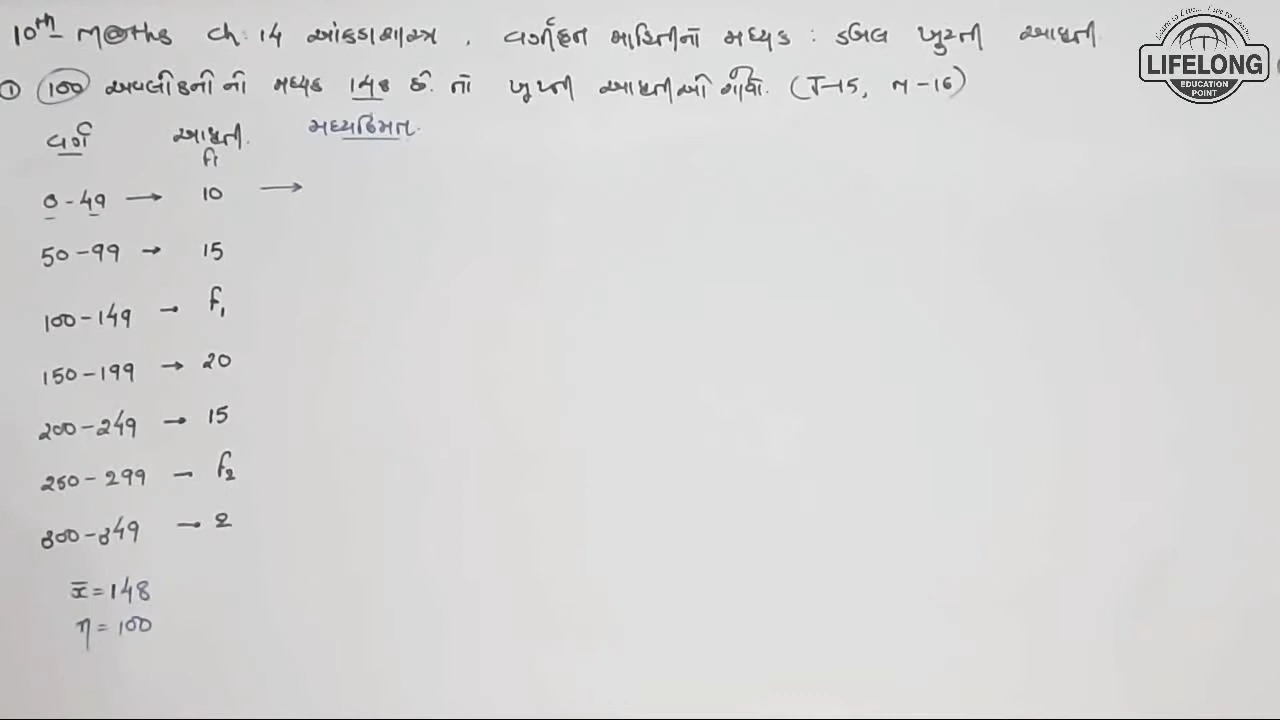 10th Maths Ch: 14 આંકડાશાસ્ત્ર, વર્ગીકૃત માહિતીનો મધ્યક : ડબલ ખુટતી આવૃત્તી
① 100 અવલોકનોનો મધ્યક 148 છે. તો ખૂટતી આવૃત્તીઓ શોધો. (J-15, M-16)
વર્ગ આવૃત્તી. મધ્યકિંમત.
fi
0-49 → 10 →
50-99 → 15
100-149 → f₁
150-199 → 20
200-249 → 15
250-299 → f₂
300-349 → 2
x̄ = 148
n = 100
LIFELONG
EDUCATION
POINT